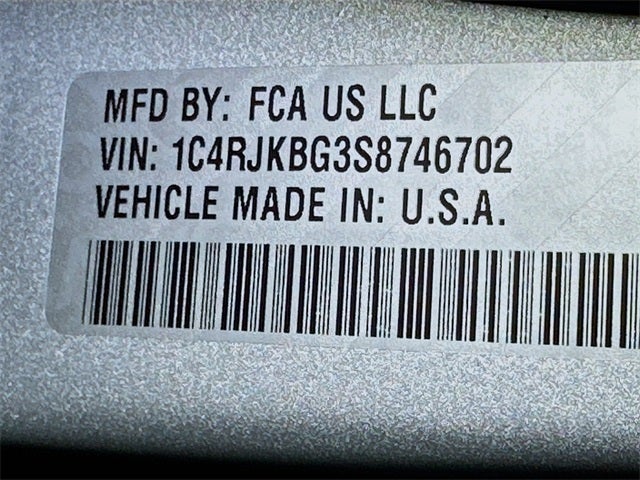 MFD BY: FCA US LLC
VIN: 1C4RJKBG3S8746702
VEHICLE MADE IN: U.S.A.